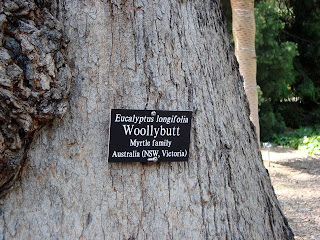 Eucalyptus longifolia
Woollybutt
Myrtle family
Australia (NSW, Victoria)